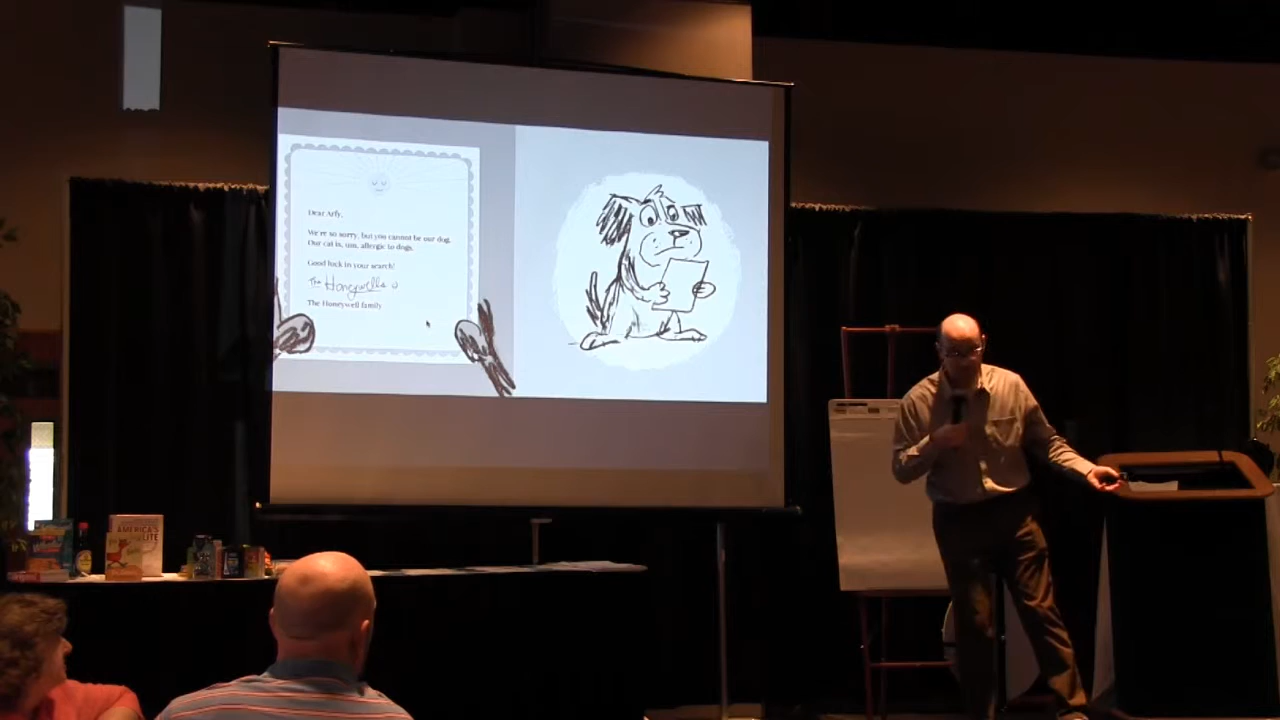 Dear Arfy,
We're so sorry, but you cannot be our dog.
Our cat is, um, allergic to dogs.
Good luck in your search!
The Honeywells
The Honeywell family
AMERICA'S